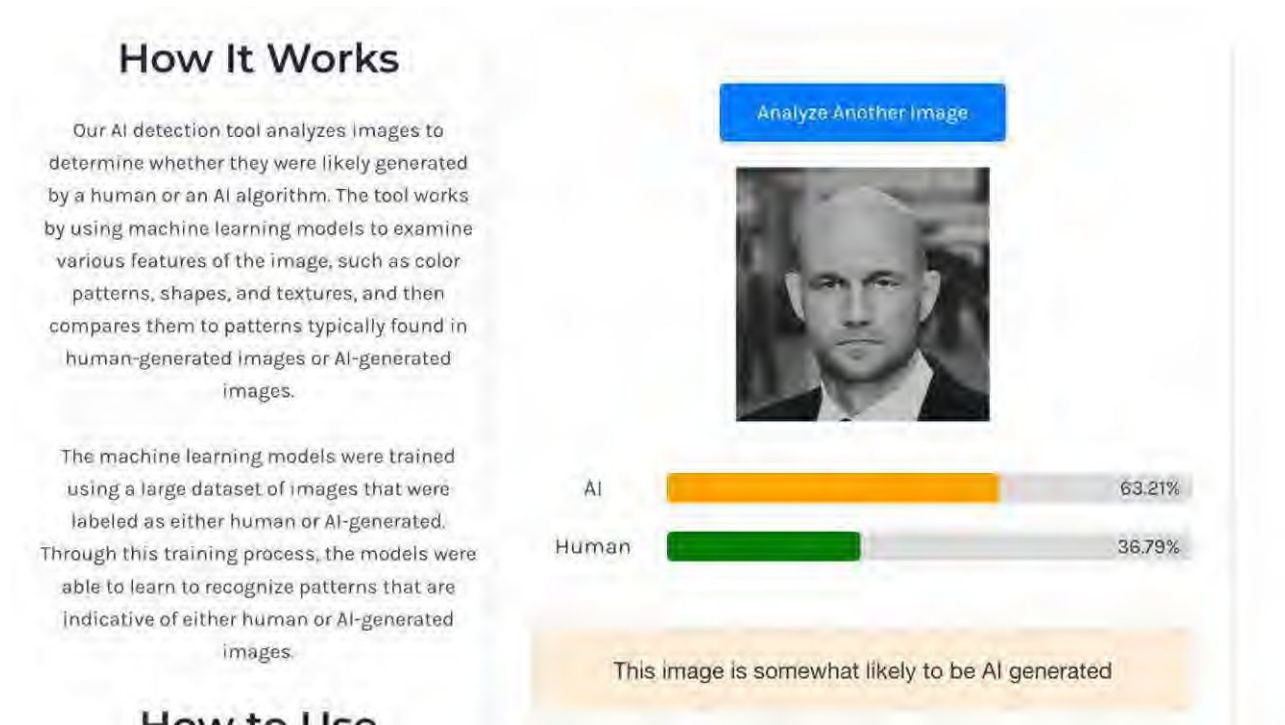 How It Works
Our AI detection tool analyzes images to
determine whether they were likely generated
by a human or an AI algorithm. The tool works
by using machine learning models to examine
various features of the image, such as color
patterns, shapes, and textures, and then
compares them to patterns typically found in
human-generated images or AI-generated
images.
The machine learning models were trained
using a large dataset of images that were
labeled as either human or AI-generated.
Through this training process, the models were
able to learn to recognize patterns that are
indicative of either human or AI-generated
images.
How to Use
Analyze Another Image
AI 63.21%
Human 36.79%
This image is somewhat likely to be AI generated